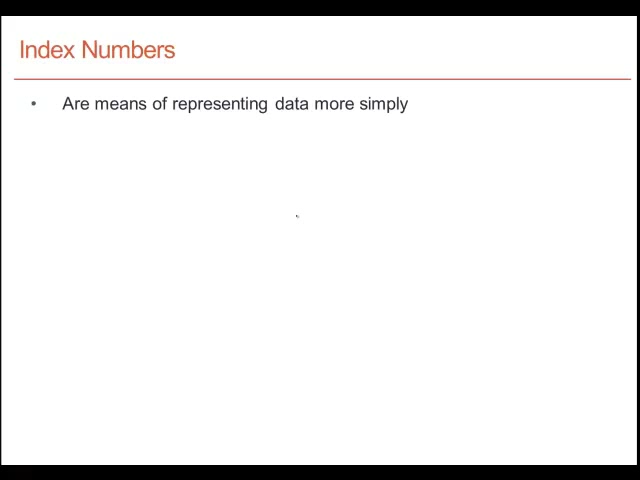 Index Numbers
• Are means of representing data more simply